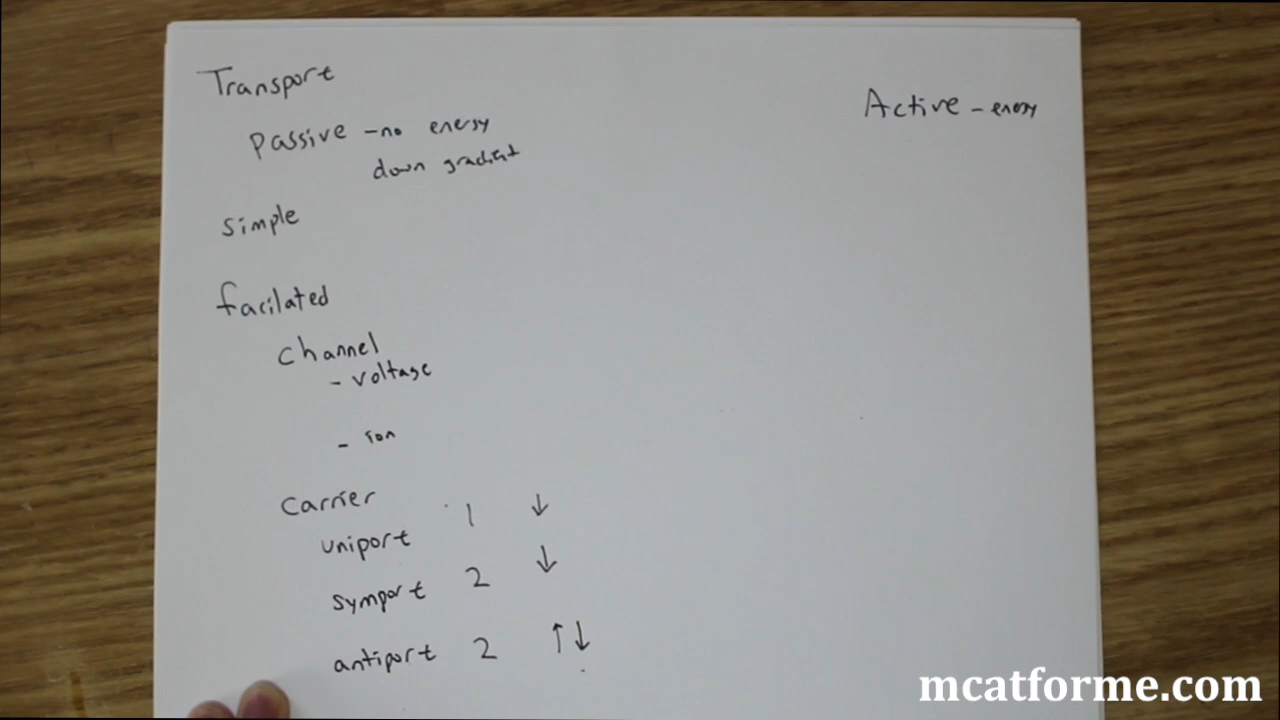 Transport
Passive - no energy
down gradient
Active - energy
Simple
facilated
Channel
- voltage
- ion
Carrier
uniport 1 ↓
symport 2 ↓
antiport 2 ↑↓
mcatforme.com